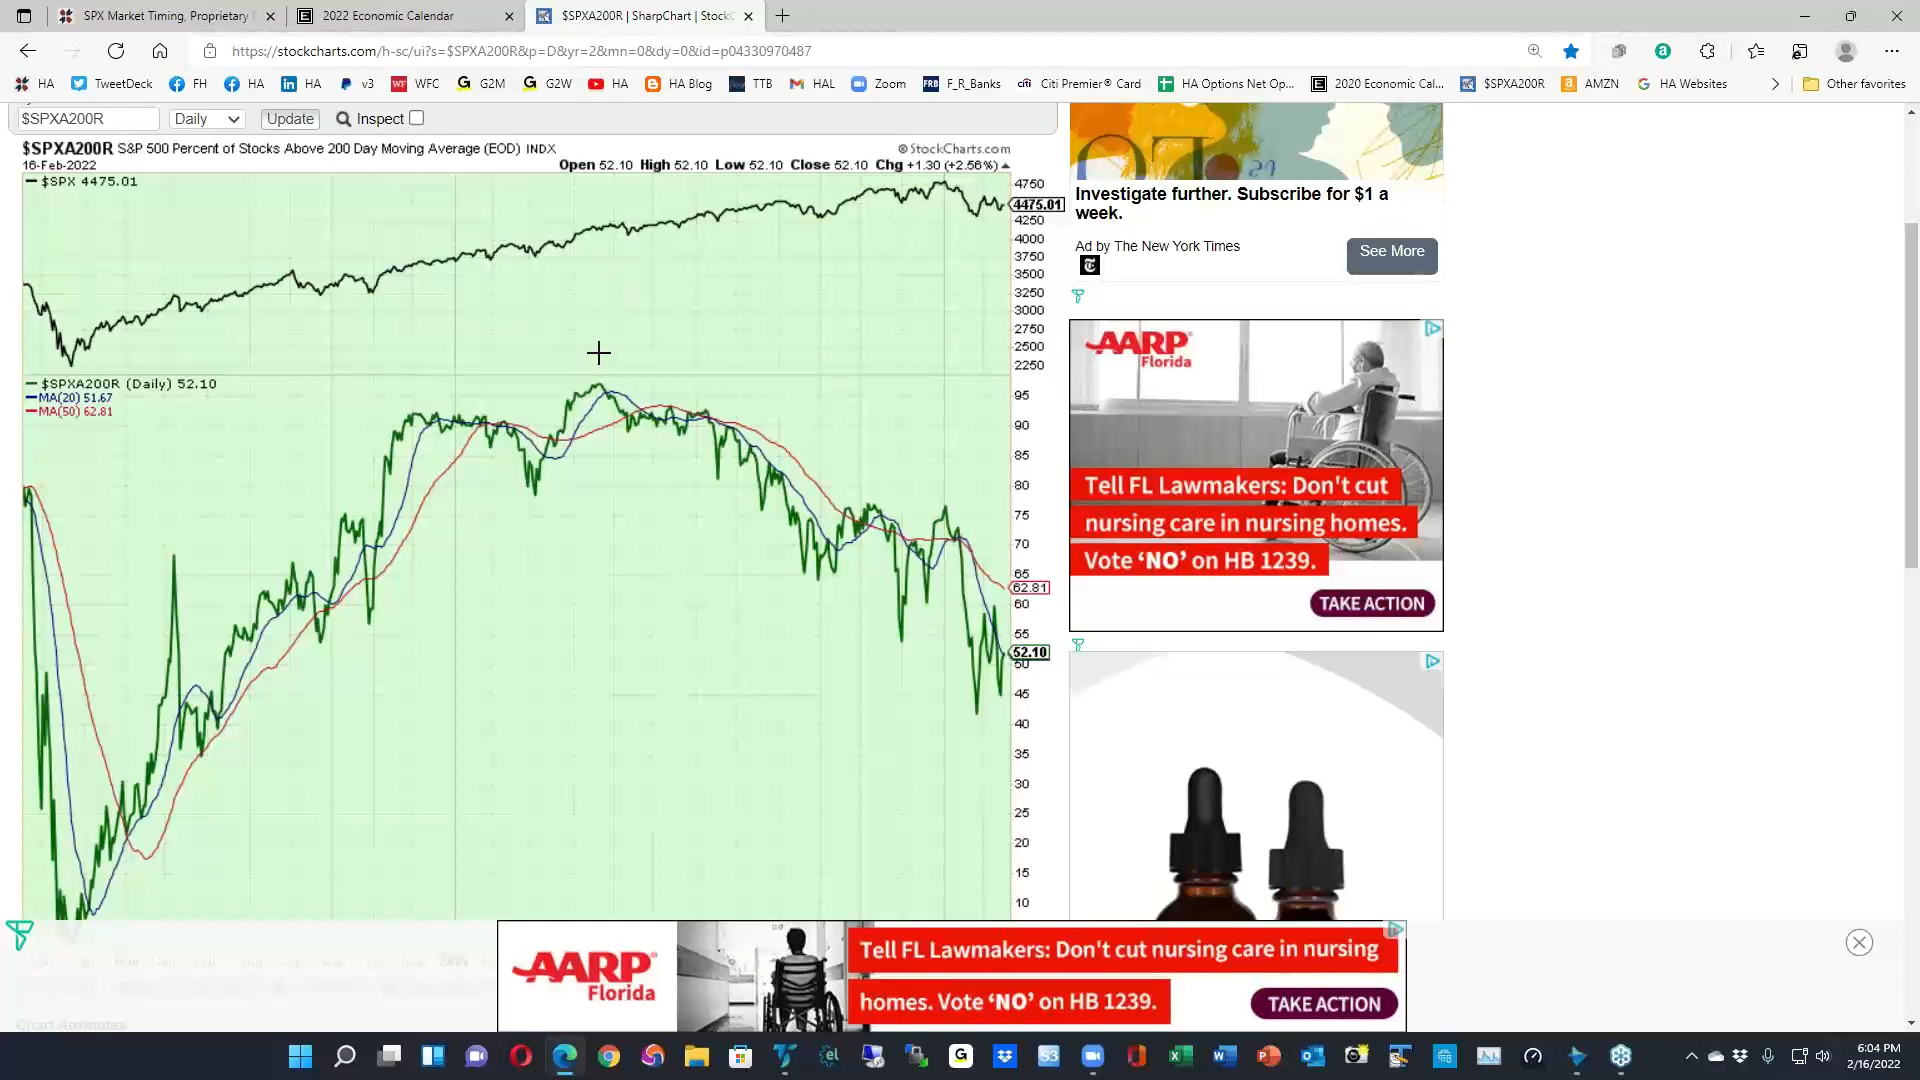 SPX Market Timing, Proprietary
2022 Economic Calendar
$SPXA200R | SharpChart | StockC
https://stockcharts.com/h-sc/ui?s=$SPXA200R&p=D&yr=2&mn=0&dy=0&id=p04330970487
HA
TweetDeck
FH
HA
HA
v3
WFC
G2M
G2W
HA
HA Blog
TTB
HAL
Zoom
F_R_Banks
Citi Premier® Card
HA Options Net Op...
2020 Economic Cal...
$SPXA200R
AMZN
HA Websites
Other favorites
$SPXA200R
Daily
Update
Inspect
$SPXA200R S&P 500 Percent of Stocks Above 200 Day Moving Average (EOD) INDX
© StockCharts.com
16-Feb-2022
Open 52.10 High 52.10 Low 52.10 Close 52.10 Chg +1.30 (+2.56%)
$SPX 4475.01
4750
4475.01
4250
4000
3750
3500
3250
3000
2750
2500
2250
$SPXA200R (Daily) 52.10
MA(20) 51.67
MA(50) 62.81
95
90
85
80
75
70
65
62.81
60
55
52.10
50
45
40
35
30
25
20
15
10
Investigate further. Subscribe for $1 a
week.
Ad by The New York Times
See More
AARP
Florida
Tell FL Lawmakers: Don't cut
nursing care in nursing homes.
Vote ‘NO’ on HB 1239.
TAKE ACTION
AARP
Florida
Tell FL Lawmakers: Don't cut nursing care in nursing
homes. Vote ‘NO’ on HB 1239.
TAKE ACTION
Chart Attributes
6:04 PM
2/16/2022